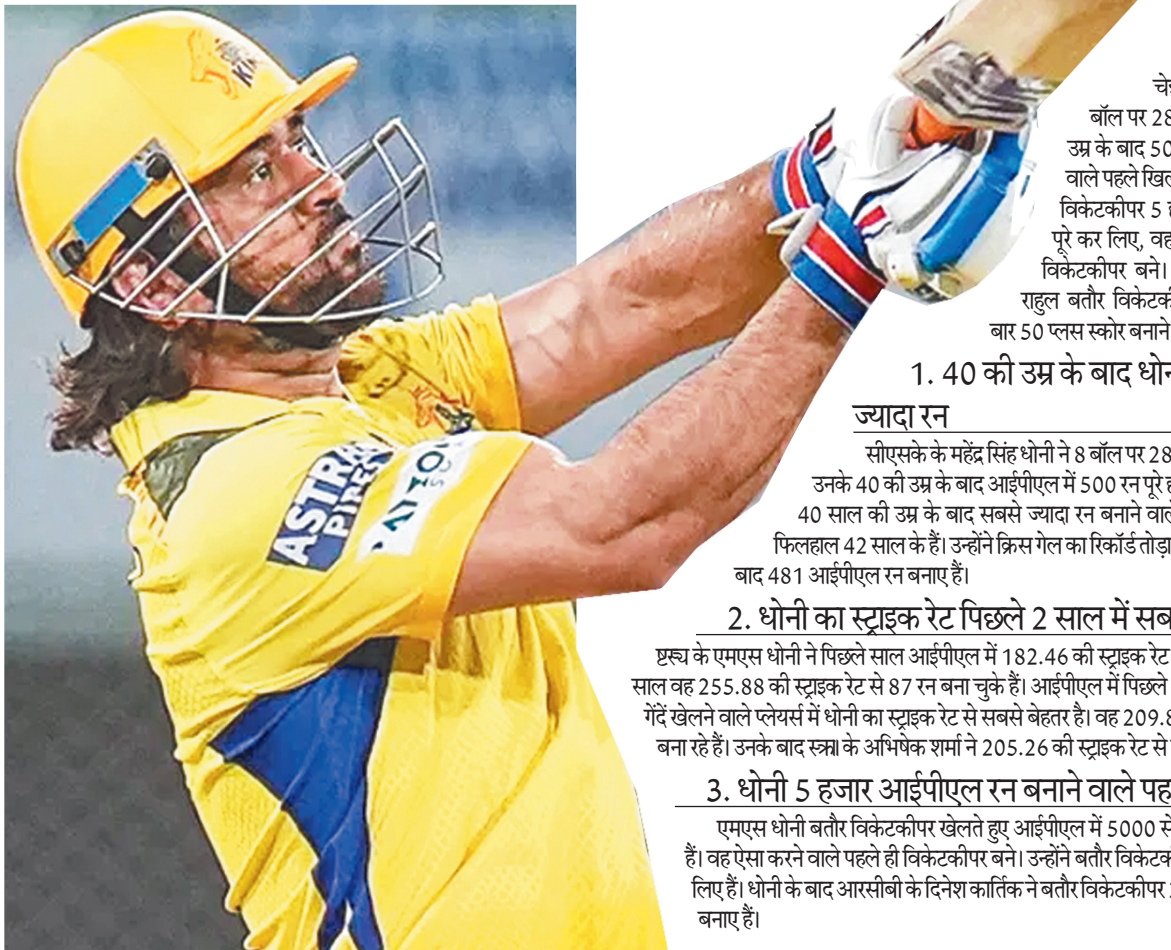 KIN
ASTRAL
PIPES
चेन्
बॉल पर 28
उम्र के बाद 50
वाले पहले खिल
विकेटकीपर 5 ह
पूरे कर लिए, वह
विकेटकीपर बने।
राहुल बतौर विकेटकी
बार 50 प्लस स्कोर बनाने
1. 40 की उम्र के बाद धोन
ज्यादा रन
सीएसके के महेंद्र सिंह धोनी ने 8 बॉल पर 28
उनके 40 की उम्र के बाद आईपीएल में 500 रन पूरे ह
40 साल की उम्र के बाद सबसे ज्यादा रन बनाने वाले
फिलहाल 42 साल के हैं। उन्होंने क्रिस गेल का रिकॉर्ड तोड़ा
बाद 481 आईपीएल रन बनाए हैं।
2. धोनी का स्ट्राइक रेट पिछले 2 साल में सब
ष्टस्य के एमएस धोनी ने पिछले साल आईपीएल में 182.46 की स्ट्राइक रेट
साल वह 255.88 की स्ट्राइक रेट से 87 रन बना चुके हैं। आईपीएल में पिछले
गेंदें खेलने वाले प्लेयर्स में धोनी का स्ट्राइक रेट से सबसे बेहतर है। वह 209.8
बना रहे हैं। उनके बाद के अभिषेक शर्मा ने 205.26 की स्ट्राइक रेट से
3. धोनी 5 हजार आईपीएल रन बनाने वाले पह
एमएस धोनी बतौर विकेटकीपर खेलते हुए आईपीएल में 5000 से
हैं। वह ऐसा करने वाले पहले ही विकेटकीपर बने। उन्होंने बतौर विकेटकी
लिए हैं। धोनी के बाद आरसीबी के दिनेश कार्तिक ने बतौर विकेटकीपर
बनाए हैं।